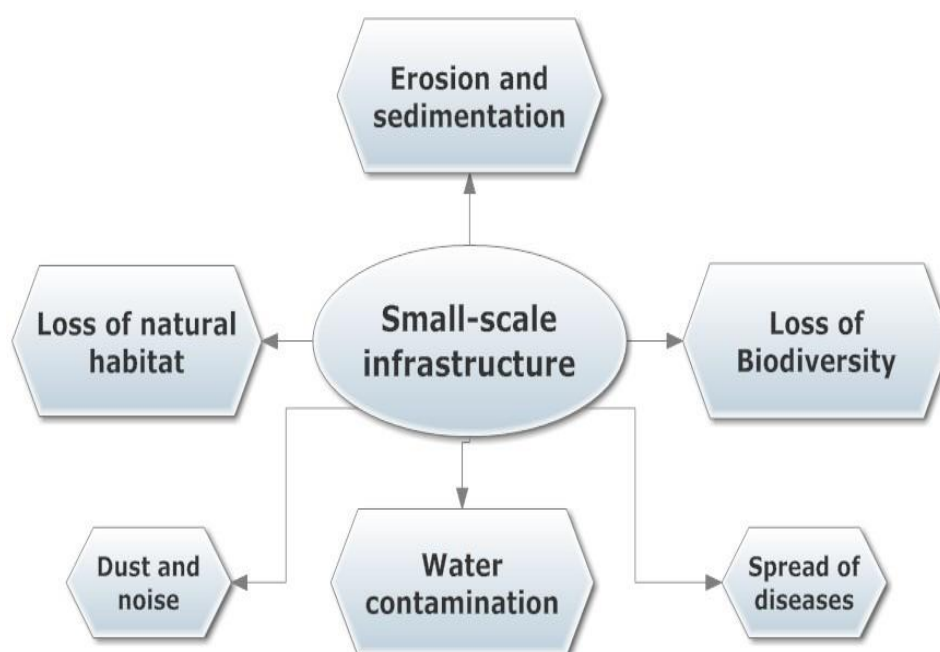 Erosion and
sedimentation
Loss of natural
habitat
Small-scale
infrastructure
Loss of
Biodiversity
Dust and
noise
Water
contamination
Spread of
diseases